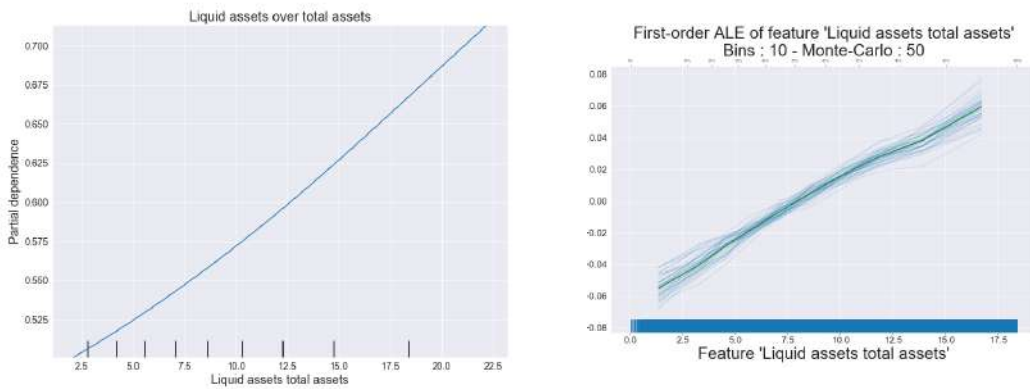 Liquid assets over total assets
0.700
0.675
0.650
0.625
0.600
0.575
0.550
0.525
Partial dependence
2.5 5.0 7.5 10.0 12.5 15.0 17.5 20.0 22.5
Liquid assets total assets
First-order ALE of feature 'Liquid assets total assets'
Bins : 10 - Monte-Carlo : 50
0.08
0.06
0.04
0.02
0.00
-0.02
-0.04
-0.06
-0.08
0.0 2.5 5.0 7.5 10.0 12.5 15.0 17.5
Feature 'Liquid assets total assets'